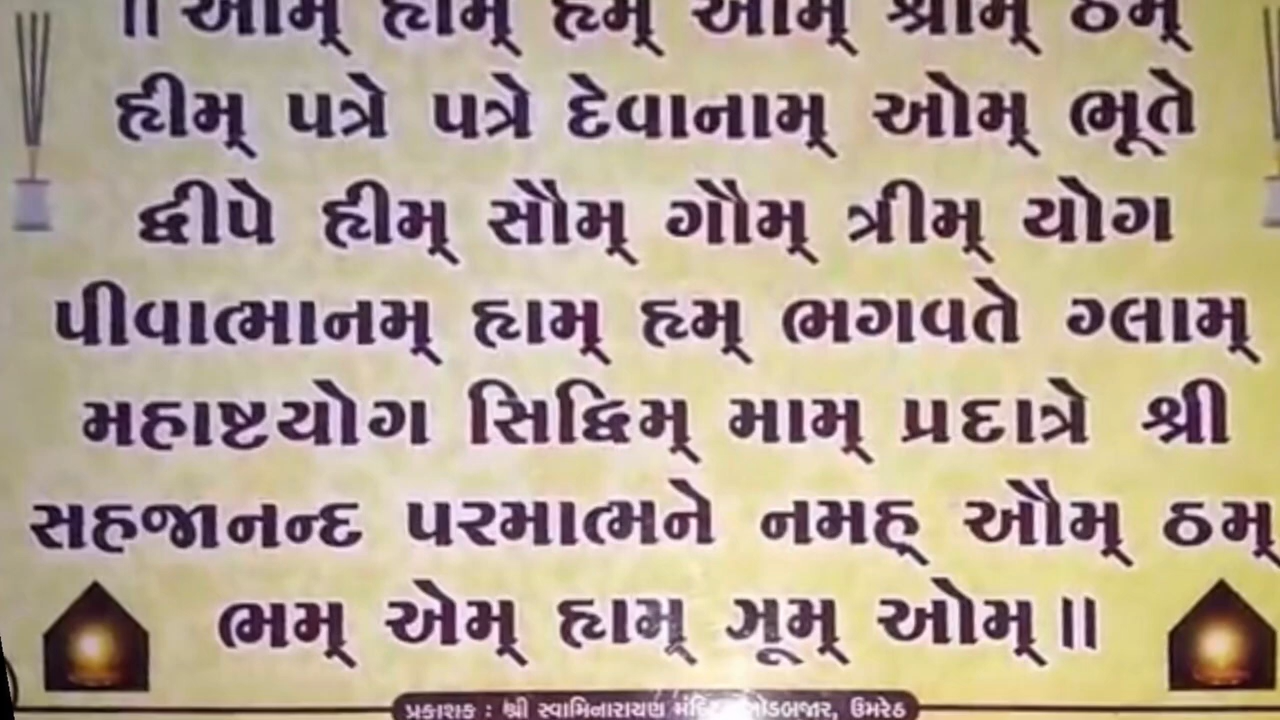 ॥ ઓમ્ હ્રીમ્ હ્રમ્ ઓમ્ શ્રીમ્ ઠમ્
હ્રીમ્ પત્રે પત્રે દેવાનામ્ ઓમ્ ભૂતે
દ્વીપે હ્રીમ્ સૌમ્ ગૌમ્ ત્રીમ્ યોગ
પીવાત્માનમ્ હ્રામ્ હ્રમ્ ભગવતે ગ્લામ્
મહાષ્ટયોગ સિદ્ધિમ્ મામ્ પ્રદાત્રે શ્રી
સહજાનન્દ પરમાત્મને નમહ્ ઔમ્ ઠમ્
ભમ્ એમ્ હ્રામ્ ઞૂમ્ ઓમ્ ॥
પ્રકાશક : શ્રી સ્વામિનારાયણ ઉમરેઠ